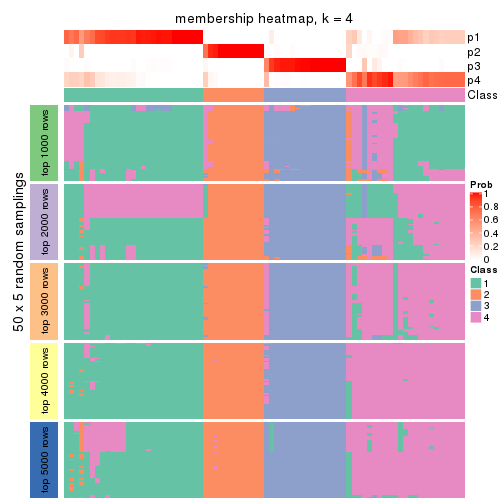 membership heatmap, k = 4
p1
p2
p3
p4
Class
50 x 5 random samplings
top 1000 rows
top 2000 rows
top 3000 rows
top 4000 rows
top 5000 rows
Prob
1
0.8
0.6
0.4
0.2
0
Class
1
2
3
4